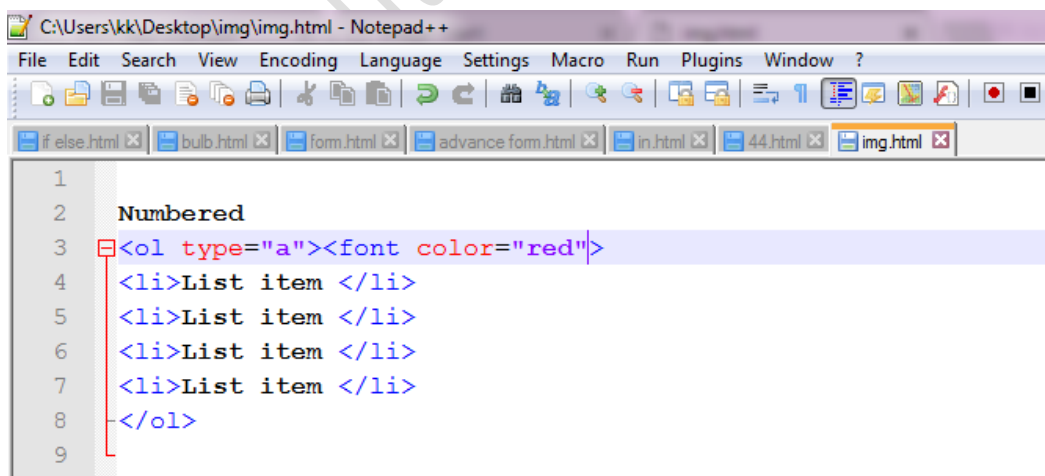 C:\Users\kk\Desktop\img\img.html - Notepad++
File Edit Search View Encoding Language Settings Macro Run Plugins Window ?
if else.html bulb.html form.html advance form.html in.html 44.html img.html
1
2 Numbered
3 <ol type="a"><font color="red">
4 <li>List item </li>
5 <li>List item </li>
6 <li>List item </li>
7 <li>List item </li>
8 </ol>
9